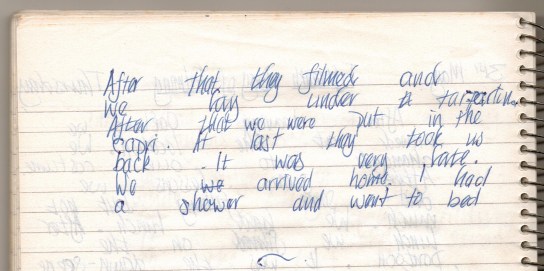 After that they filmed and
we lay under a tarpaulin.
After that we were put in the
capri. At last they took us
back. It was very late.
We we arrived home. I had
a shower and went to bed